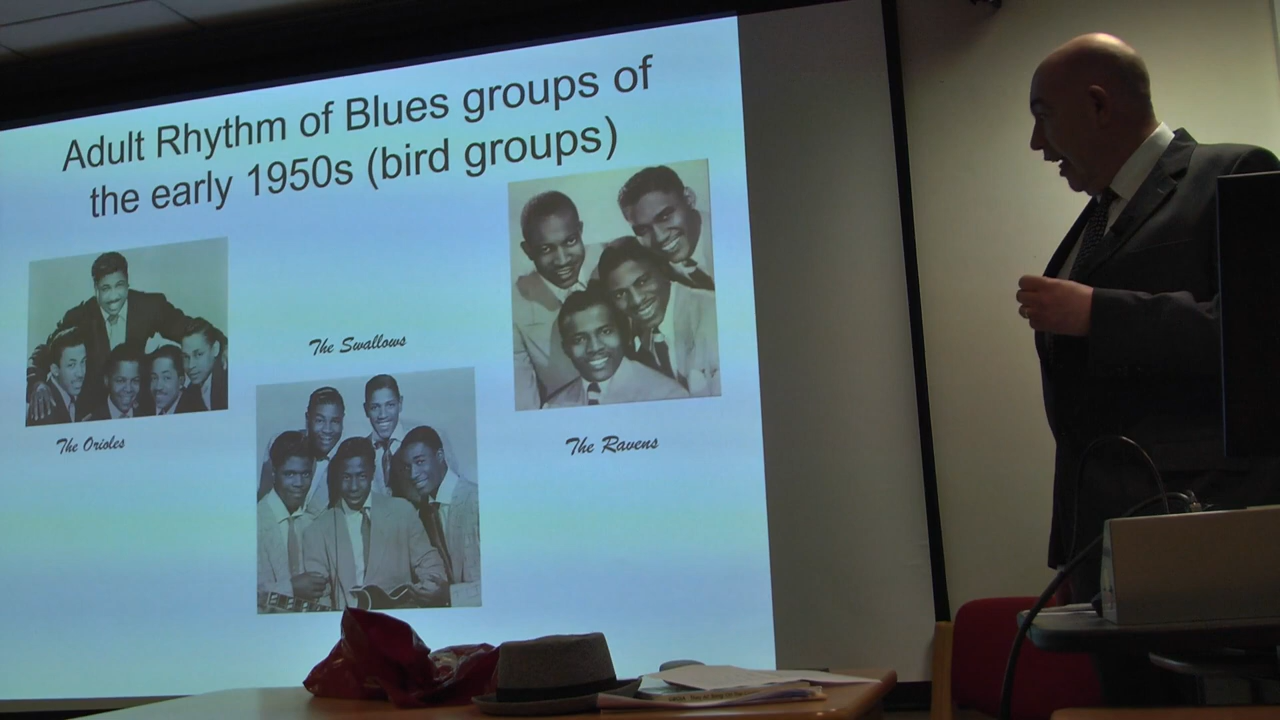 Adult Rhythm of Blues groups of
the early 1950s (bird groups)
The Swallows
The Orioles
The Ravens